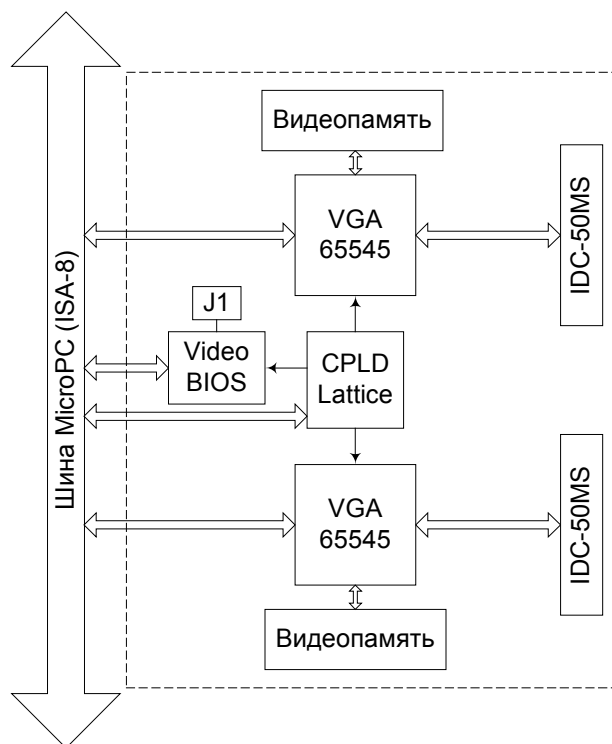 Шина MicroPC (ISA-8)
Видеопамять
VGA
65545
IDC-50MS
J1
Video
BIOS
CPLD
Lattice
VGA
65545
IDC-50MS
Видеопамять